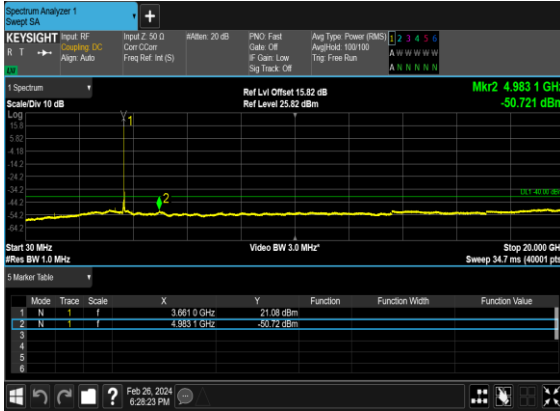 Spectrum Analyzer 1
Swept SA
+
KEYSIGHT Input: RF Input Z: 50 Ω #Atten: 20 dB PNO: Fast Avg Type: Power (RMS) 1 2 3 4 5 6
R T Coupling: DC Corr CCorr Gate: Off Avg|Hold: 100/100 A W W W W W
Align: Auto Freq Ref: Int (S) IF Gain: Low Trig: Free Run
Sig Track: Off A N N N N N
1 Spectrum
Ref Lvl Offset 15.82 dB Mkr2 4.983 1 GHz
Scale/Div 10 dB Ref Level 25.82 dBm -50.721 dBm
Log
15.8
5.82
-4.18
-14.2
-24.2
-34.2
-44.2
-54.2
-64.2
1
2
DL1 -40.00 dBm
Start 30 MHz Video BW 3.0 MHz* Stop 20.000 GHz
#Res BW 1.0 MHz Sweep 34.7 ms (40001 pts)
5 Marker Table
Mode Trace Scale X Y Function Function Width Function Value
1 N 1 f 3.661 0 GHz 21.08 dBm
2 N 1 f 4.983 1 GHz -50.72 dBm
3
4
5
6
? Feb 26, 2024
6:28:23 PM